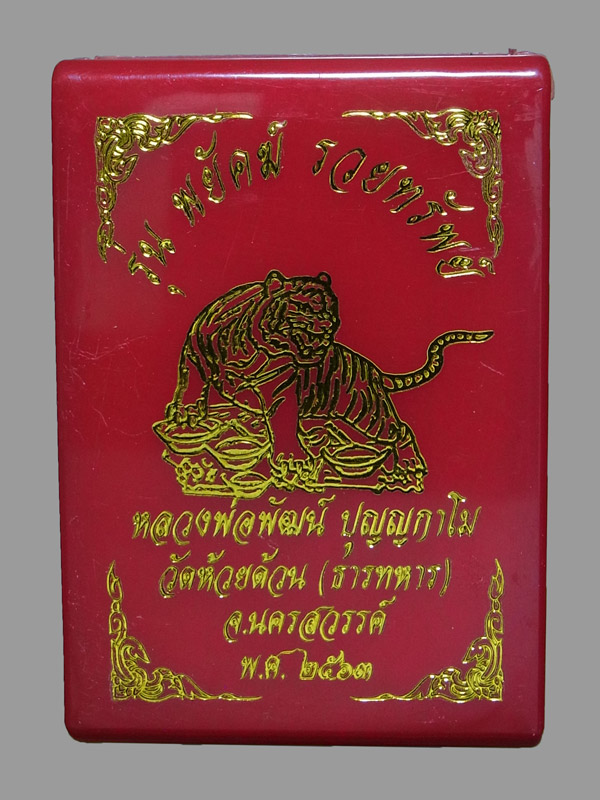 รุ่น พยัคฆ์ รวยทรัพย์
หลวงพ่อพัฒน์ ปุญญกาโม
วัดห้วยด้วน (ธารทหาร)
จ.นครสวรรค์
พ.ศ. ๒๕๖๓